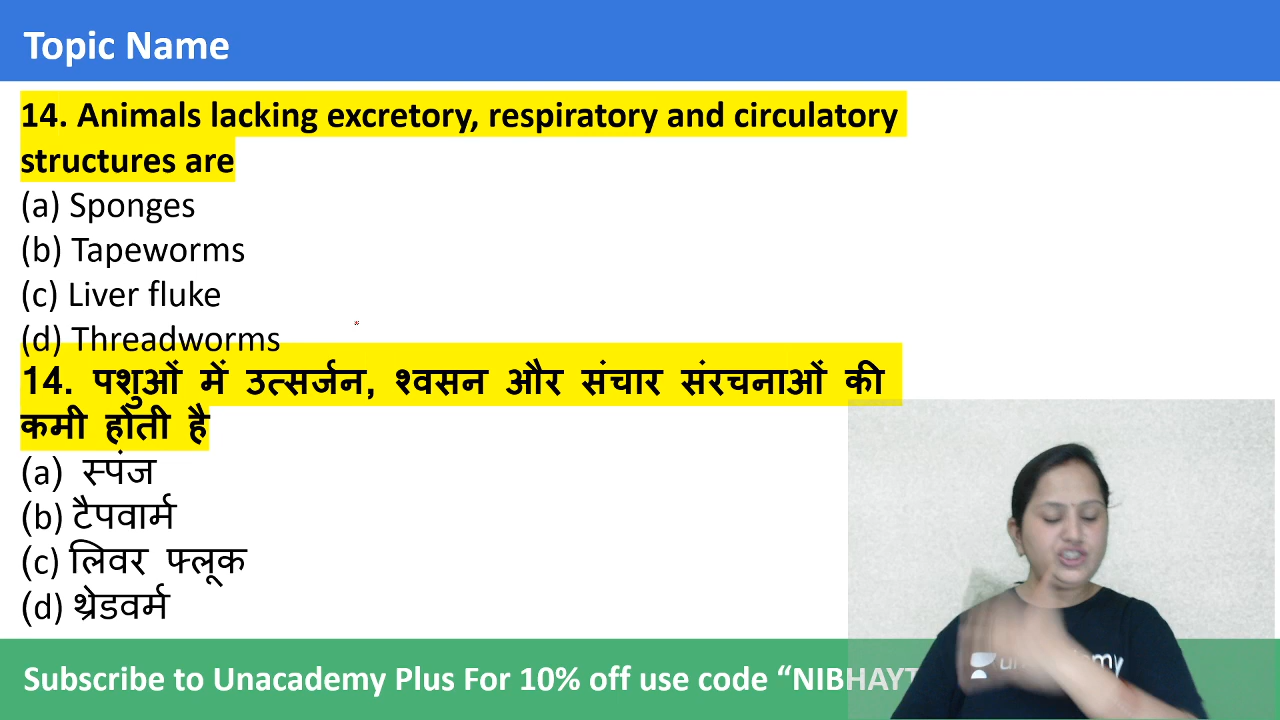 Topic Name
14. Animals lacking excretory, respiratory and circulatory
structures are
(a) Sponges
(b) Tapeworms
(c) Liver fluke
(d) Threadworms
14. पशुओं में उत्सर्जन, श्वसन और संचार संरचनाओं की
कमी होती है
(a) स्पंज
(b) टैपवार्म
(c) लिवर फ्लूक
(d) थ्रेडवर्म
Subscribe to Unacademy Plus For 10% off use code “NIBHAYT